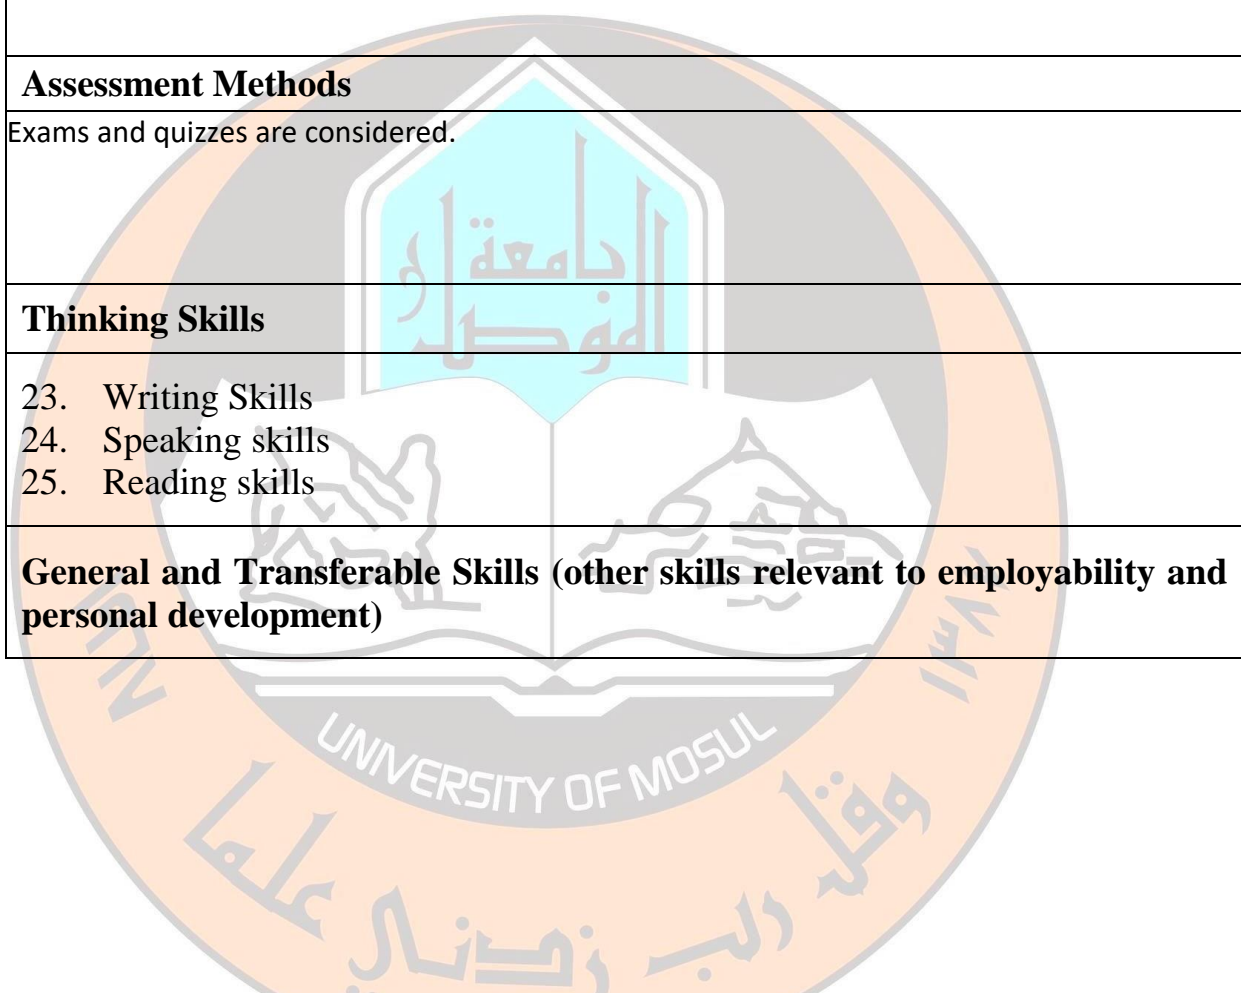 Assessment Methods
Exams and quizzes are considered.
الجامعة
الموصل
Thinking Skills
23. Writing Skills
24. Speaking skills
25. Reading skills
General and Transferable Skills (other skills relevant to employability and
personal development)
١٣٨٧
UNIVERSITY OF MOSUL
وقل رب زدني علما